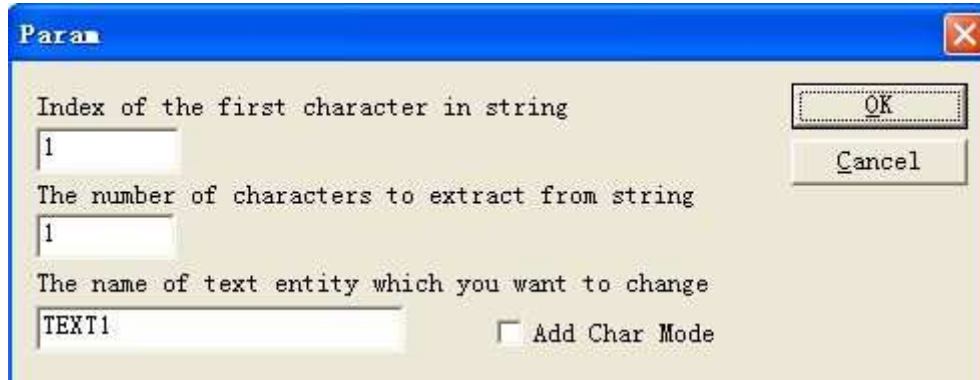 Param
Index of the first character in string
OK
1
Cancel
The number of characters to extract from string
1
The name of text entity which you want to change
TEXT1
Add Char Mode